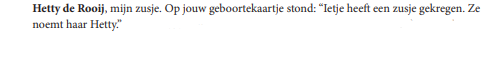 Hetty de Rooij, mijn zusje. Op jouw geboortekaartje stond: “Ietje heeft een zusje gekregen. Ze
noemt haar Hetty.”